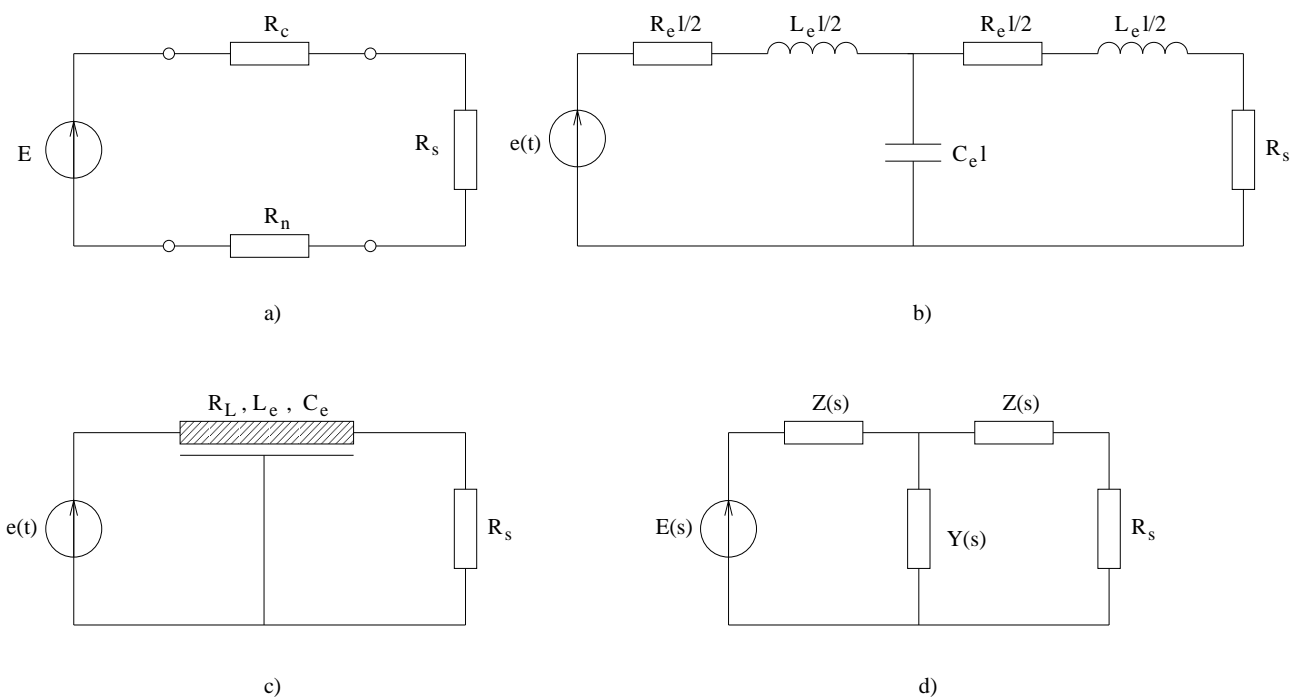 R_c
E
R_s
R_n
a)
R_e l/2
L_e l/2
R_e l/2
L_e l/2
e(t)
C_e l
R_s
b)
R_L , L_e , C_e
e(t)
R_s
c)
Z(s)
Z(s)
E(s)
Y(s)
R_s
d)